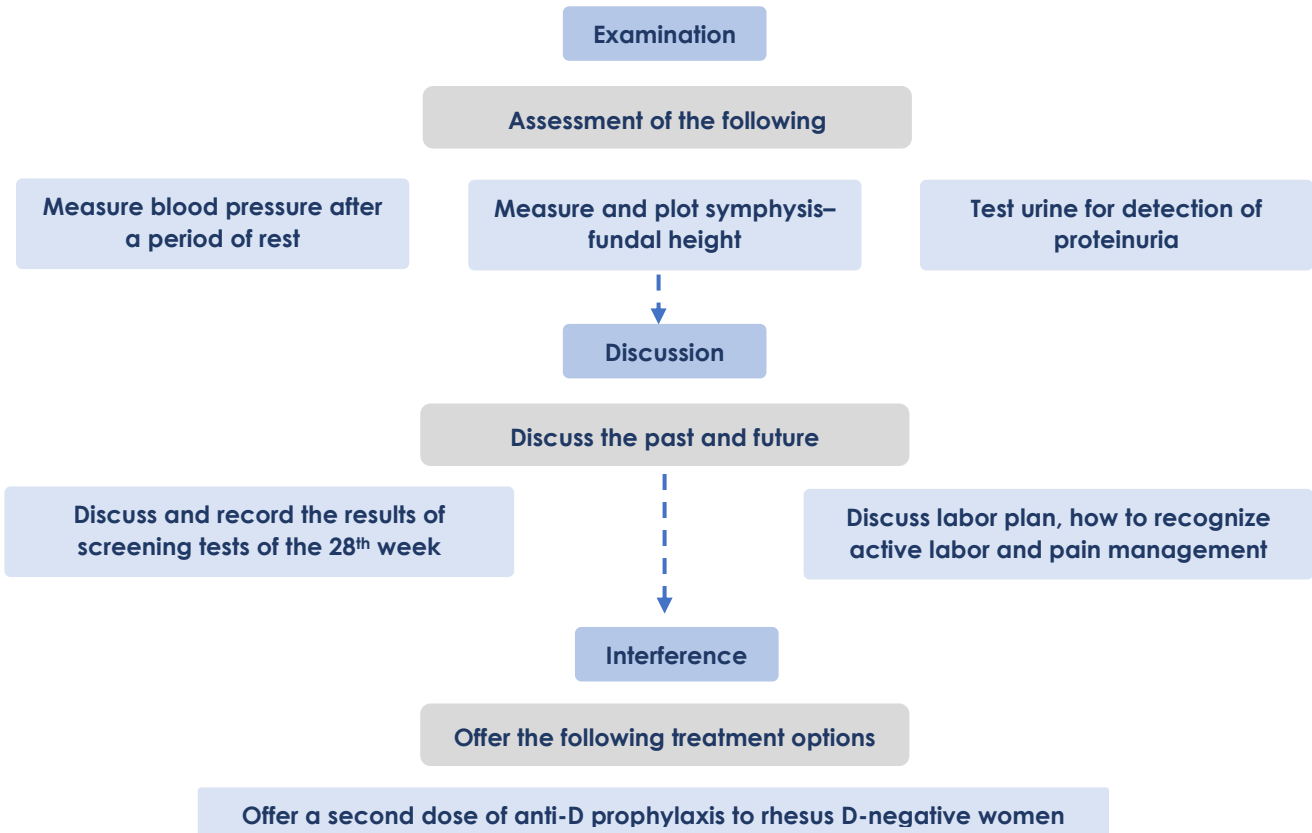 Examination
Assessment of the following
Measure blood pressure after
a period of rest
Measure and plot symphysis–
fundal height
Test urine for detection of
proteinuria
Discussion
Discuss the past and future
Discuss and record the results of
screening tests of the 28th week
Discuss labor plan, how to recognize
active labor and pain management
Interference
Offer the following treatment options
Offer a second dose of anti-D prophylaxis to rhesus D-negative women